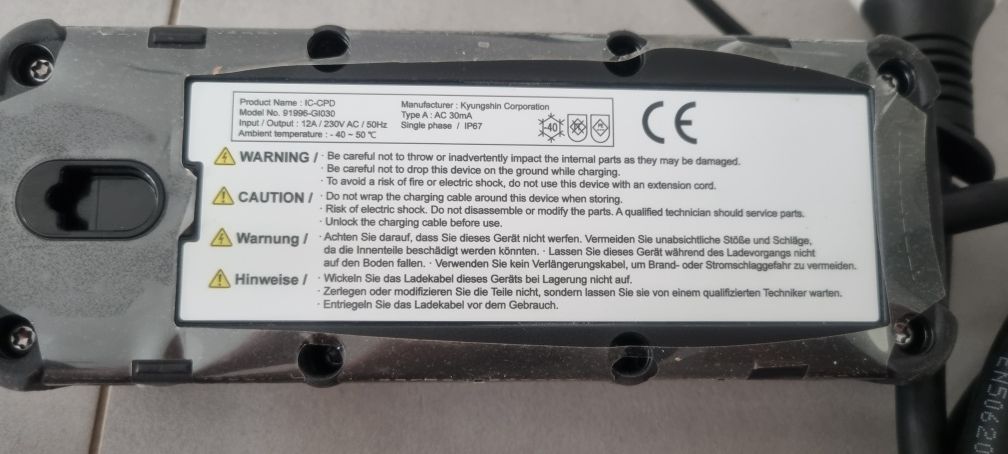 Product Name : IC-CPD
Model No. 91996-GI030
Input / Output : 12A / 230V AC / 50Hz
Ambient temperature : - 40 ~ 50 ℃
Manufacturer : Kyungshin Corporation
Type A : AC 30mA
Single phase / IP67
-40
CE
WARNING / · Be careful not to throw or inadvertently impact the internal parts as they may be damaged.
· Be careful not to drop this device on the ground while charging.
· To avoid a risk of fire or electric shock, do not use this device with an extension cord.
CAUTION / · Do not wrap the charging cable around this device when storing.
· Risk of electric shock. Do not disassemble or modify the parts. A qualified technician should service parts.
· Unlock the charging cable before use.
Warnung / · Achten Sie darauf, dass Sie dieses Gerät nicht werfen. Vermeiden Sie unabsichtliche Stöße und Schläge,
da die Innenteile beschädigt werden könnten. · Lassen Sie dieses Gerät während des Ladevorgangs nicht
auf den Boden fallen. · Verwenden Sie kein Verlängerungskabel, um Brand- oder Stromschlaggefahr zu vermeiden.
Hinweise / · Wickeln Sie das Ladekabel dieses Geräts bei Lagerung nicht auf.
· Zerlegen oder modifizieren Sie die Teile nicht, sondern lassen Sie sie von einem qualifizierten Techniker warten.
· Entriegeln Sie das Ladekabel vor dem Gebrauch.
EN50620